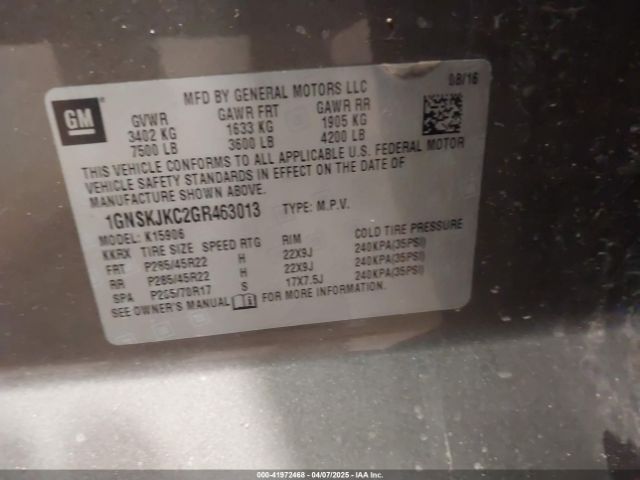 GM
MFD BY GENERAL MOTORS LLC 08/16
GVWR GAWR FRT GAWR RR
3402 KG 1633 KG 1905 KG
7500 LB 3600 LB 4200 LB
THIS VEHICLE CONFORMS TO ALL APPLICABLE U.S. FEDERAL MOTOR
VEHICLE SAFETY STANDARDS IN EFFECT ON THE DATE OF
MANUFACTURE SHOWN ABOVE.
1GNSKJKC2GR463013 TYPE: M.P.V.
MODEL: K15906
KKRX TIRE SIZE SPEED RTG RIM COLD TIRE PRESSURE
FRT P285/45R22 H 22X9J 240KPA(35PSI)
RR P285/45R22 H 22X9J 240KPA(35PSI)
SPA P265/70R17 S 17X7.5J 240KPA(35PSI)
SEE OWNER'S MANUAL FOR MORE INFORMATION.
000-41972468 - 04/07/2025 - IAA Inc.